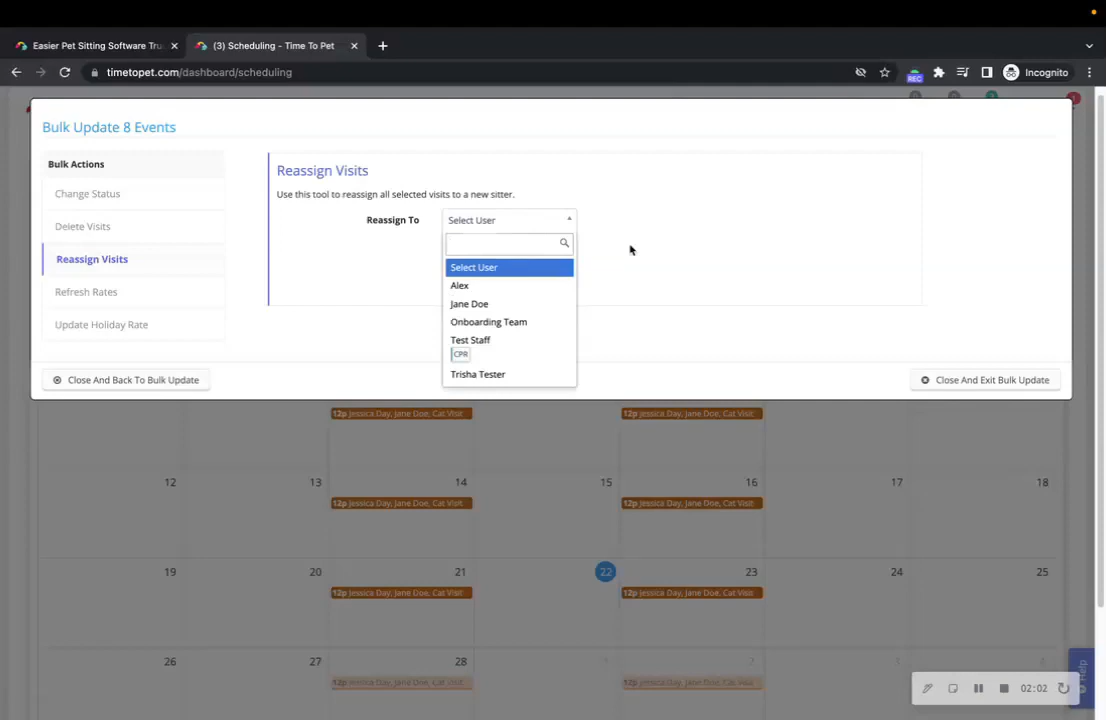 Easier Pet Sitting Software Tru
(3) Scheduling - Time To Pet
timetopet.com/dashboard/scheduling
REC
Incognito
Bulk Update 8 Events
Bulk Actions
Change Status
Delete Visits
Reassign Visits
Refresh Rates
Update Holiday Rate
Reassign Visits
Use this tool to reassign all selected visits to a new sitter.
Reassign To
Select User
Select User
Alex
Jane Doe
Onboarding Team
Test Staff
CPR
Trisha Tester
Close And Back To Bulk Update
Close And Exit Bulk Update
12p Jessica Day, Jane Doe, Cat Visit
12p Jessica Day, Jane Doe, Cat Visit
12 13 14 15 16 17 18
12p Jessica Day, Jane Doe, Cat Visit
12p Jessica Day, Jane Doe, Cat Visit
19 20 21 22 23 24 25
12p Jessica Day, Jane Doe, Cat Visit
12p Jessica Day, Jane Doe, Cat Visit
26 27 28 1 2 3 4
12p Jessica Day, Jane Doe, Cat Visit
12p Jessica Day, Jane Doe, Cat Visit
Help
02:02